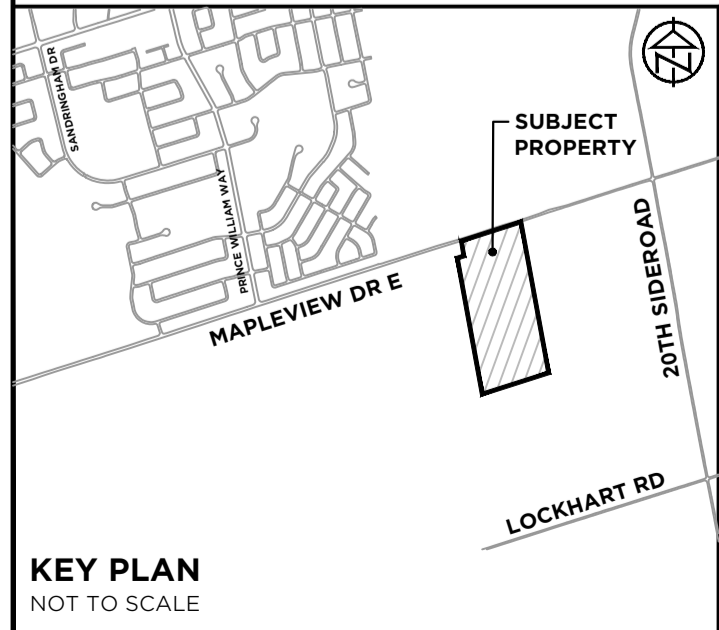 SANDRINGHAM DR
N
SUBJECT
PROPERTY
PRINCE WILLIAM WAY
MAPLEVIEW DR E
20TH SIDEROAD
LOCKHART RD
KEY PLAN
NOT TO SCALE